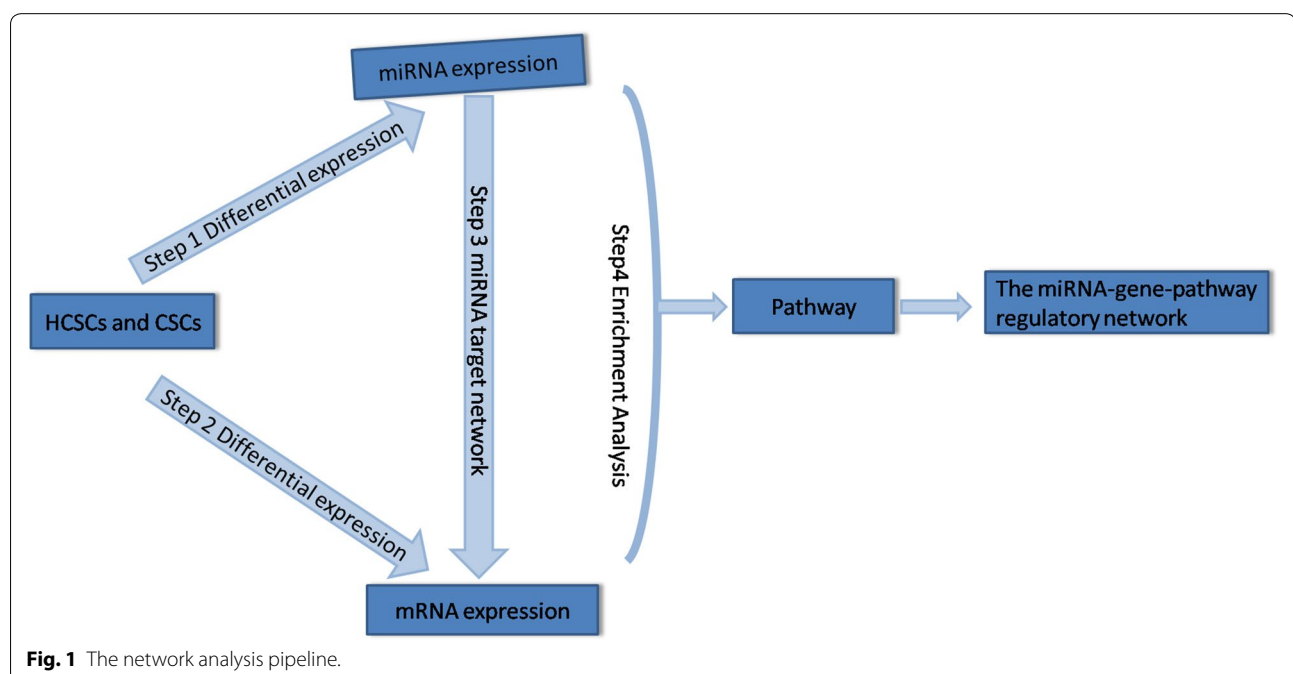 miRNA expression
Step 1 Differential expression
Step 3 miRNA target network
Step4 Enrichment Analysis
HCSCs and CSCs
Pathway
The miRNA-gene-pathway
regulatory network
Step 2 Differential expression
mRNA expression
Fig. 1 The network analysis pipeline.